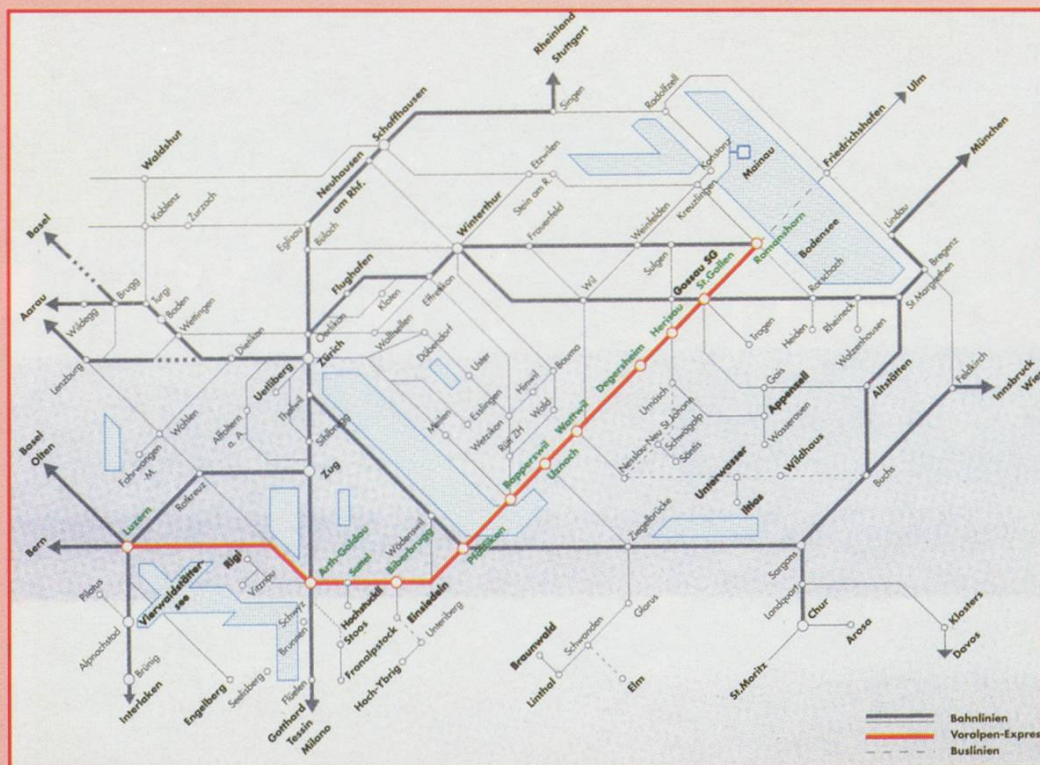 Rheinland
Stuttgart
Singen
Radolfzell
Ulm
Friedrichshafen
München
Schaffhausen
Neuhausen
am Rhf.
Waldshut
Koblenz
Zurzach
Etzwilen
Stein am R.
Konstanz
Kreuzlingen
Mainau
Bodensee
Lindau
Bregenz
Basel
Eglisau
Bülach
Winterthur
Frauenfeld
Weinfelden
Sulgen
Romanshorn
Gossau SG
St.Gallen
Rorschach
St.Margrethen
Aarau
Wildegg
Brugg
Turgi
Baden
Wettingen
Flughafen
Kloten
Effretikon
Wil
Herisau
Trogen
Heiden
Rheineck
Walzenhausen
Lenzburg
Dietikon
Oerlikon
Zürich
Wallisellen
Dübendorf
Uster
Bauma
Degersheim
Gais
Appenzell
Wasserauen
Altstätten
Feldkirch
Innsbruck
Wien
Uetliberg
Thalwil
Affoltern
a. A.
Sihlbrugg
Meilen
Esslingen
Wetzikon
Hinwil
Wald
Rüti ZH
Wattwil
Urnäsch
Neu St.Johann
Nesslau
Schwägalp
Säntis
Wohlen
Fahrwangen
-M.
Basel
Olten
Rotkreuz
Zug
Rapperswil
Uznach
Unterwasser
Wildhaus
Iltios
Buchs
Luzern
Bern
Wädenswil
Pfäffikon
Ziegelbrücke
Sargans
Rigi
Vitznau
Arth-Goldau
Sattel
Biberbrugg
Pilatus
Vierwaldstätter-
see
Schwyz
Brunnen
Hochstuckli
Stoos
Fronalpstock
Einsiedeln
Unteriberg
Hoch-Ybrig
Glarus
Schwanden
Braunwald
Linthal
Elm
Landquart
Chur
Arosa
Klosters
Davos
St.Moritz
Alpnachstad
Brünig
Interlaken
Engelberg
Seelisberg
Flüelen
Gotthard
Tessin
Milano
Bahnlinien
Voralpen-Expre
Buslinien